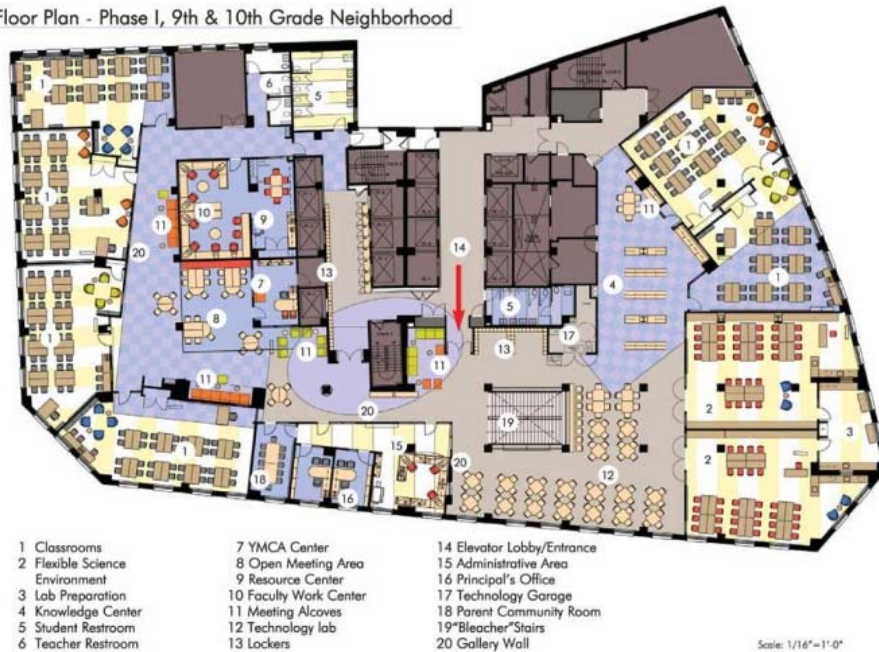 Floor Plan - Phase I, 9th & 10th Grade Neighborhood
1
6
5
1
11
10
9
14
1
11
20
13
4
1
7
8
5
17
1
11
11
13
11
20
2
19
3
15
20
2
1
12
18
16
1 Classrooms
2 Flexible Science
Environment
3 Lab Preparation
4 Knowledge Center
5 Student Restroom
6 Teacher Restroom
7 YMCA Center
8 Open Meeting Area
9 Resource Center
10 Faculty Work Center
11 Meeting Alcoves
12 Technology lab
13 Lockers
14 Elevator Lobby/Entrance
15 Administrative Area
16 Principal's Office
17 Technology Garage
18 Parent Community Room
19"Bleacher"Stairs
20 Gallery Wall
Scale: 1/16"=1'-0"